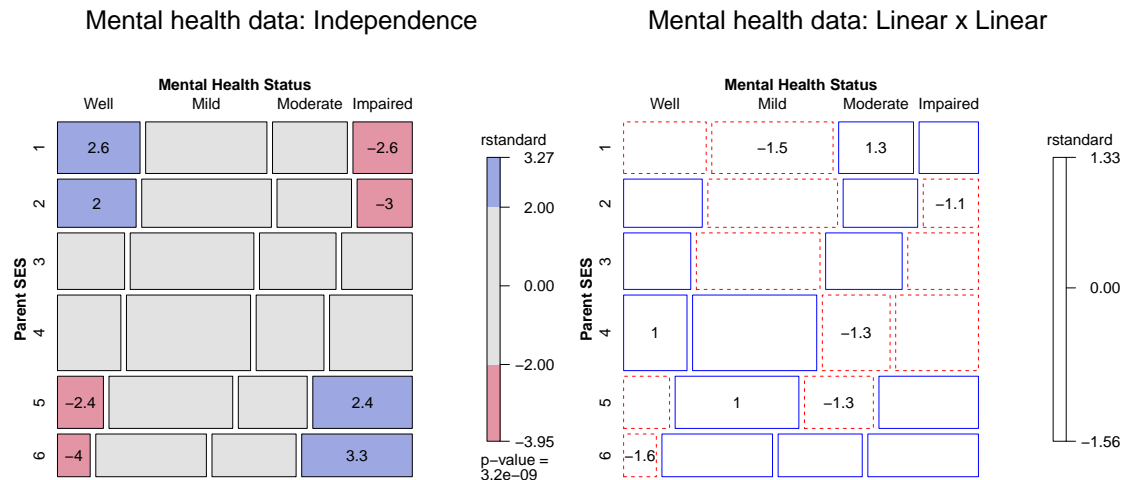 Mental health data: Independence
Mental Health Status
Well Mild Moderate Impaired
Parent SES
1 2.6 −2.6
2 2 −3
3
4
5 −2.4 2.4
6 −4 3.3
rstandard
3.27
2.00
0.00
−2.00
−3.95
p−value =
3.2e−09
Mental health data: Linear x Linear
Mental Health Status
Well Mild Moderate Impaired
Parent SES
1 −1.5 1.3
2 −1.1
3
4 1 −1.3
5 1 −1.3
6 −1.6
rstandard
1.33
0.00
−1.56